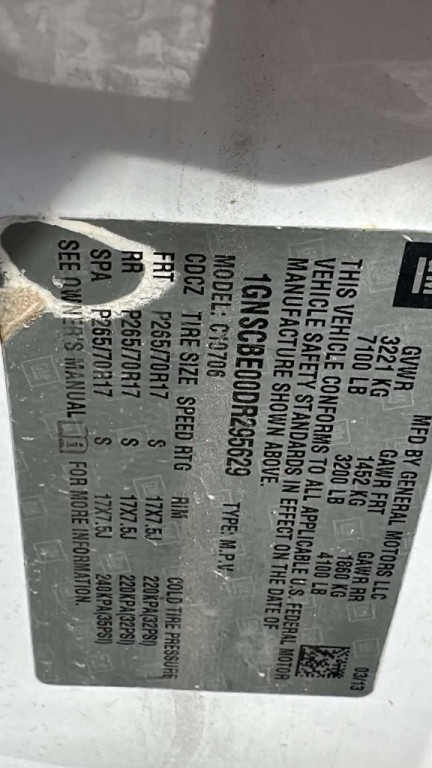 GM MFD BY GENERAL MOTORS LLC 03/13
GVWR GAWR FRT GAWR RR
3221 KG 1452 KG 1860 KG
7100 LB 3200 LB 4100 LB
THIS VEHICLE CONFORMS TO ALL APPLICABLE U.S. FEDERAL MOTOR
VEHICLE SAFETY STANDARDS IN EFFECT ON THE DATE OF
MANUFACTURE SHOWN ABOVE.
1GNSCBE00DR295629 TYPE: M.P.V.
MODEL: CC10706
CDCZ TIRE SIZE SPEED RTG RIM COLD TIRE PRESSURE
FRT P265/70R17 S 17X7.5J 220KPA(32PSI)
RR P265/70R17 S 17X7.5J 220KPA(32PSI)
SPA P265/70R17 S 17X7.5J 240KPA(35PSI)
SEE OWNER'S MANUAL FOR MORE INFORMATION.